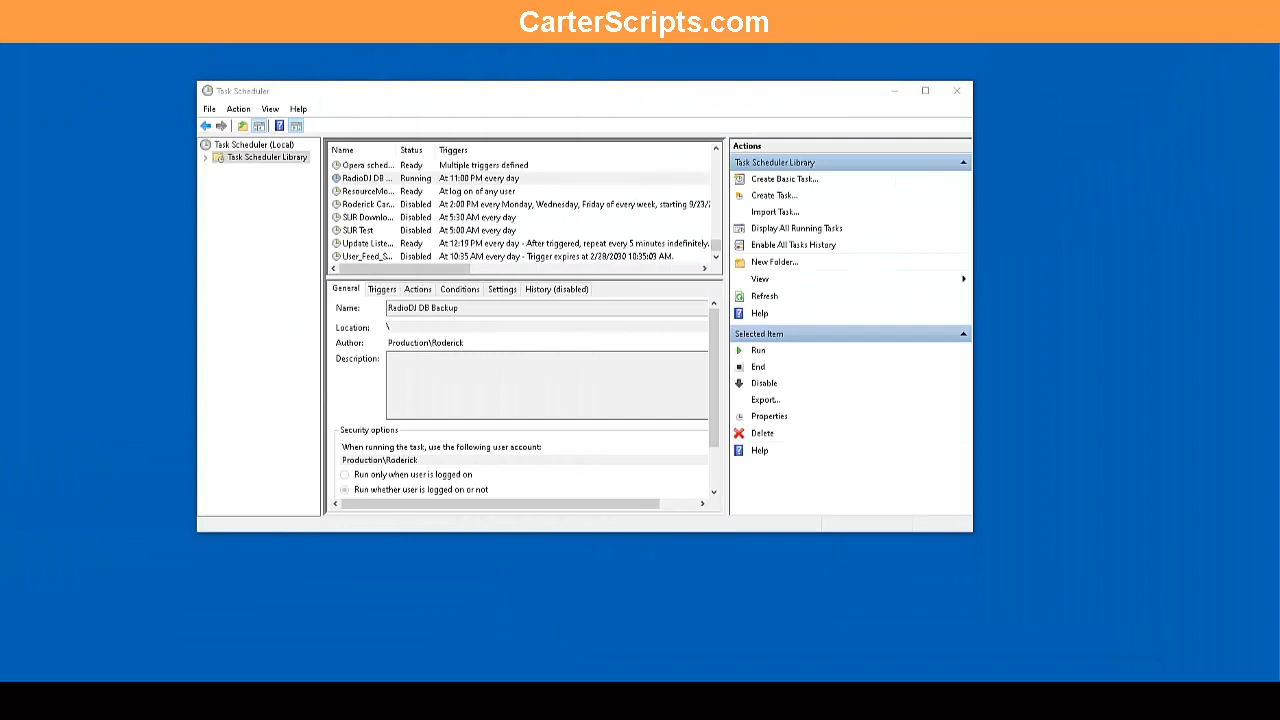 CarterScripts.com
Task Scheduler
File Action View Help
Task Scheduler (Local)
Task Scheduler Library
Name Status Triggers
Opera sched... Ready Multiple triggers defined
RadioDJ DB ... Running At 11:00 PM every day
ResourceMo... Ready At log on of any user
Roderick Car... Disabled At 2:00 PM every Monday, Wednesday, Friday of every week, starting 9/23/2
SUR Downlo... Disabled At 5:30 AM every day
SUR Test Disabled At 5:00 AM every day
Update Liste... Ready At 12:19 PM every day - After triggered, repeat every 5 minutes indefinitely.
User_Feed_S... Disabled At 10:35 AM every day - Trigger expires at 2/28/2030 10:35:03 AM.
General Triggers Actions Conditions Settings History (disabled)
Name: RadioDJ DB Backup
Location: \
Author: Production\Roderick
Description:
Security options
When running the task, use the following user account:
Production\Roderick
Run only when user is logged on
Run whether user is logged on or not
Actions
Task Scheduler Library
Create Basic Task...
Create Task...
Import Task...
Display All Running Tasks
Enable All Tasks History
New Folder...
View
Refresh
Help
Selected Item
Run
End
Disable
Export...
Properties
Delete
Help